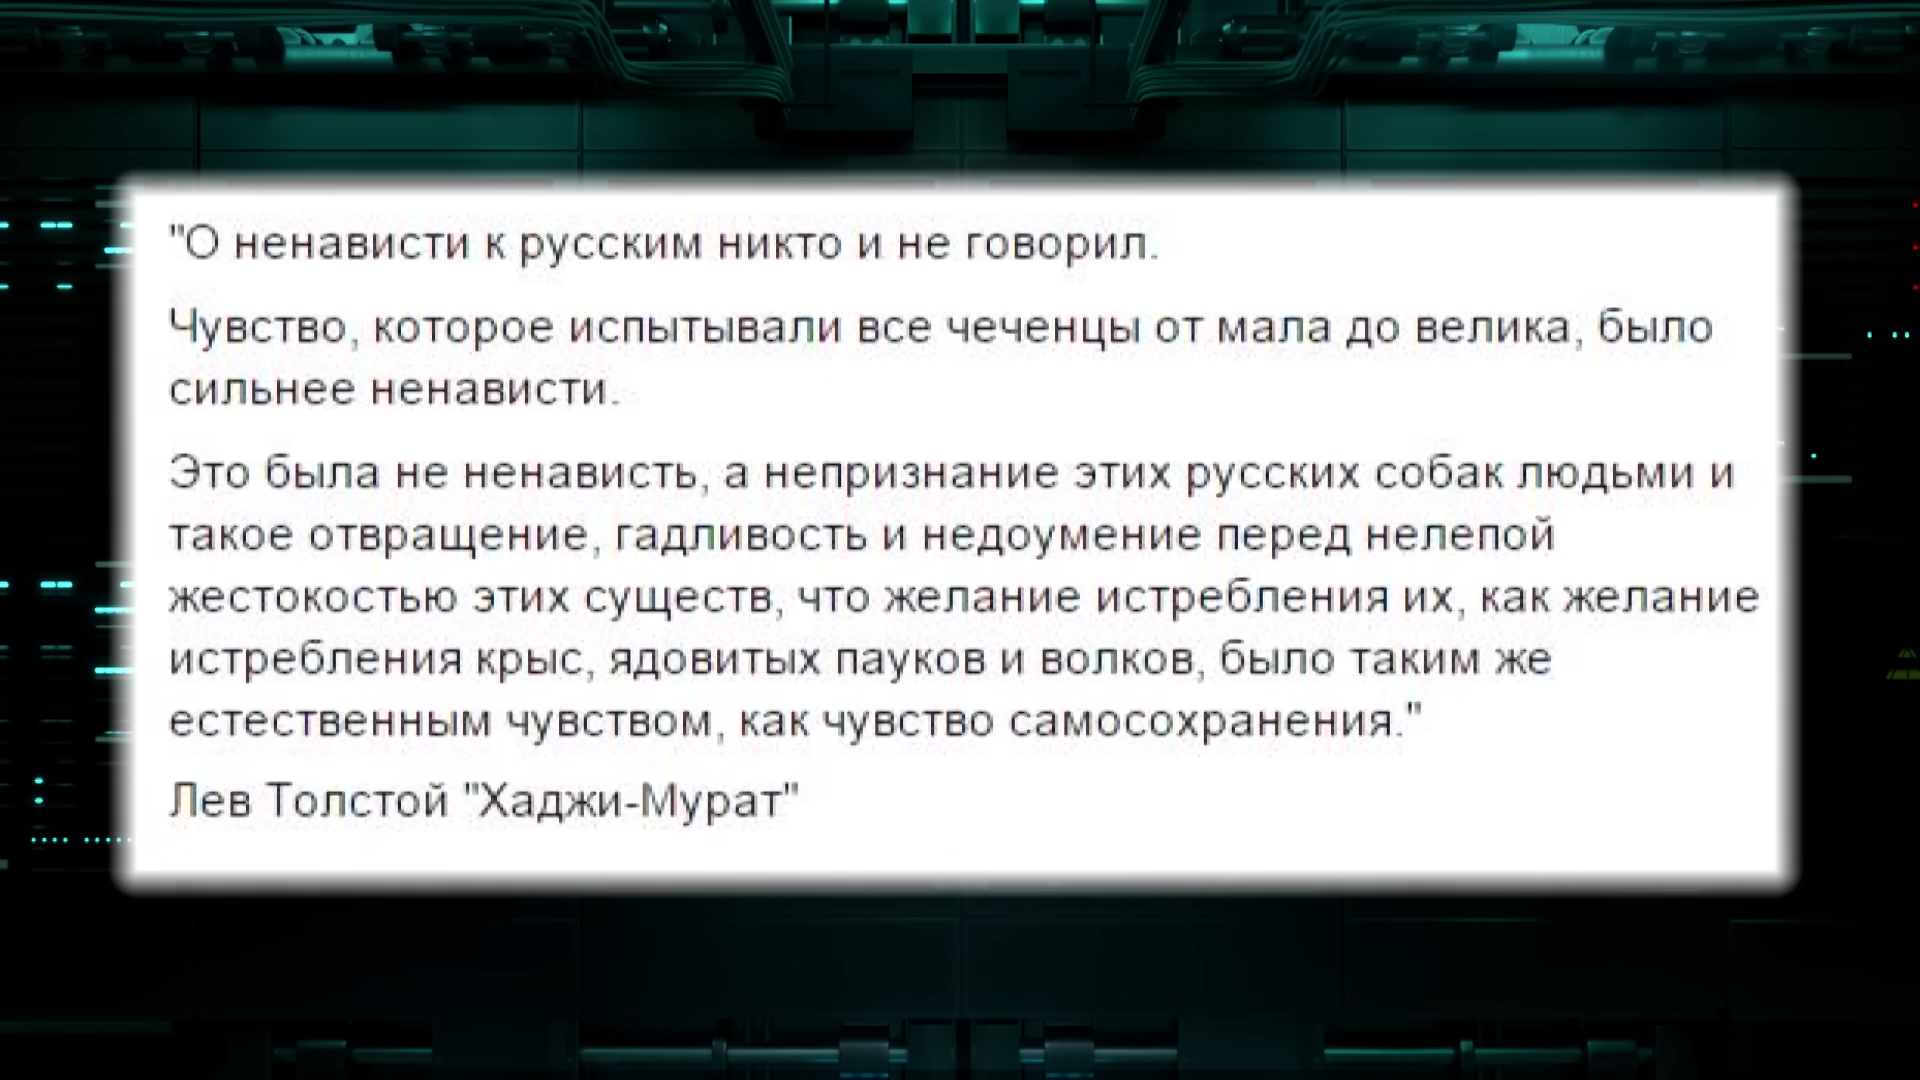 "О ненависти к русским никто и не говорил.
Чувство, которое испытывали все чеченцы от мала до велика, было
сильнее ненависти.
Это была не ненависть, а непризнание этих русских собак людьми и
такое отвращение, гадливость и недоумение перед нелепой
жестокостью этих существ, что желание истребления их, как желание
истребления крыс, ядовитых пауков и волков, было таким же
естественным чувством, как чувство самосохранения."
Лев Толстой "Хаджи-Мурат"